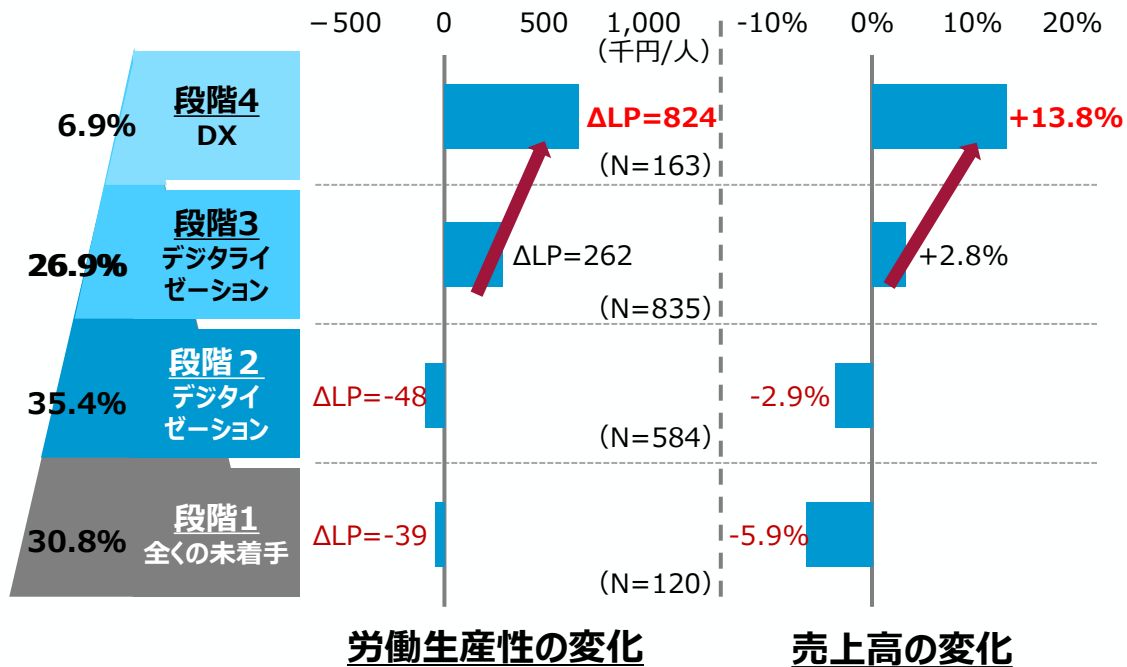 −500 0 500 1,000
（千円/人）
-10% 0% 10% 20%
6.9%
段階4
DX
ΔLP=824
（N=163）
+13.8%
26.9%
段階3
デジタライ
ゼーション
ΔLP=262
（N=835）
+2.8%
35.4%
段階２
デジタイ
ゼーション
ΔLP=-48
（N=584）
-2.9%
30.8%
段階1
全くの未着手
ΔLP=-39
（N=120）
-5.9%
労働生産性の変化
売上高の変化